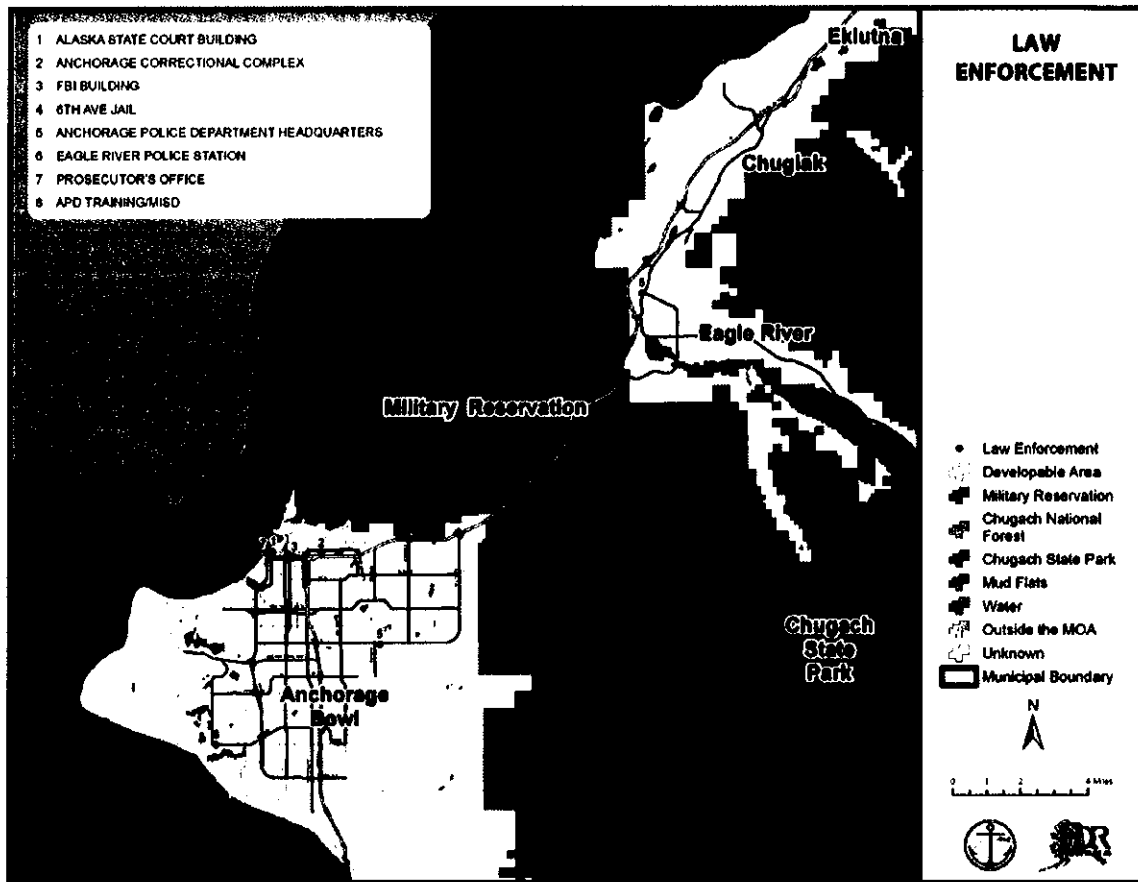 1 ALASKA STATE COURT BUILDING
2 ANCHORAGE CORRECTIONAL COMPLEX
3 FBI BUILDING
4 6TH AVE JAIL
5 ANCHORAGE POLICE DEPARTMENT HEADQUARTERS
6 EAGLE RIVER POLICE STATION
7 PROSECUTOR'S OFFICE
8 APD TRAINING/MISD
LAW
ENFORCEMENT
Eklutna
Chugiak
Eagle River
Military Reservation
Chugach
State
Park
Anchorage
Bowl
3
2
Law Enforcement
Developable Area
Military Reservation
Chugach National
Forest
Chugach State Park
Mud Flats
Water
Outside the MOA
Unknown
Municipal Boundary
N
0 1 2 4 Miles